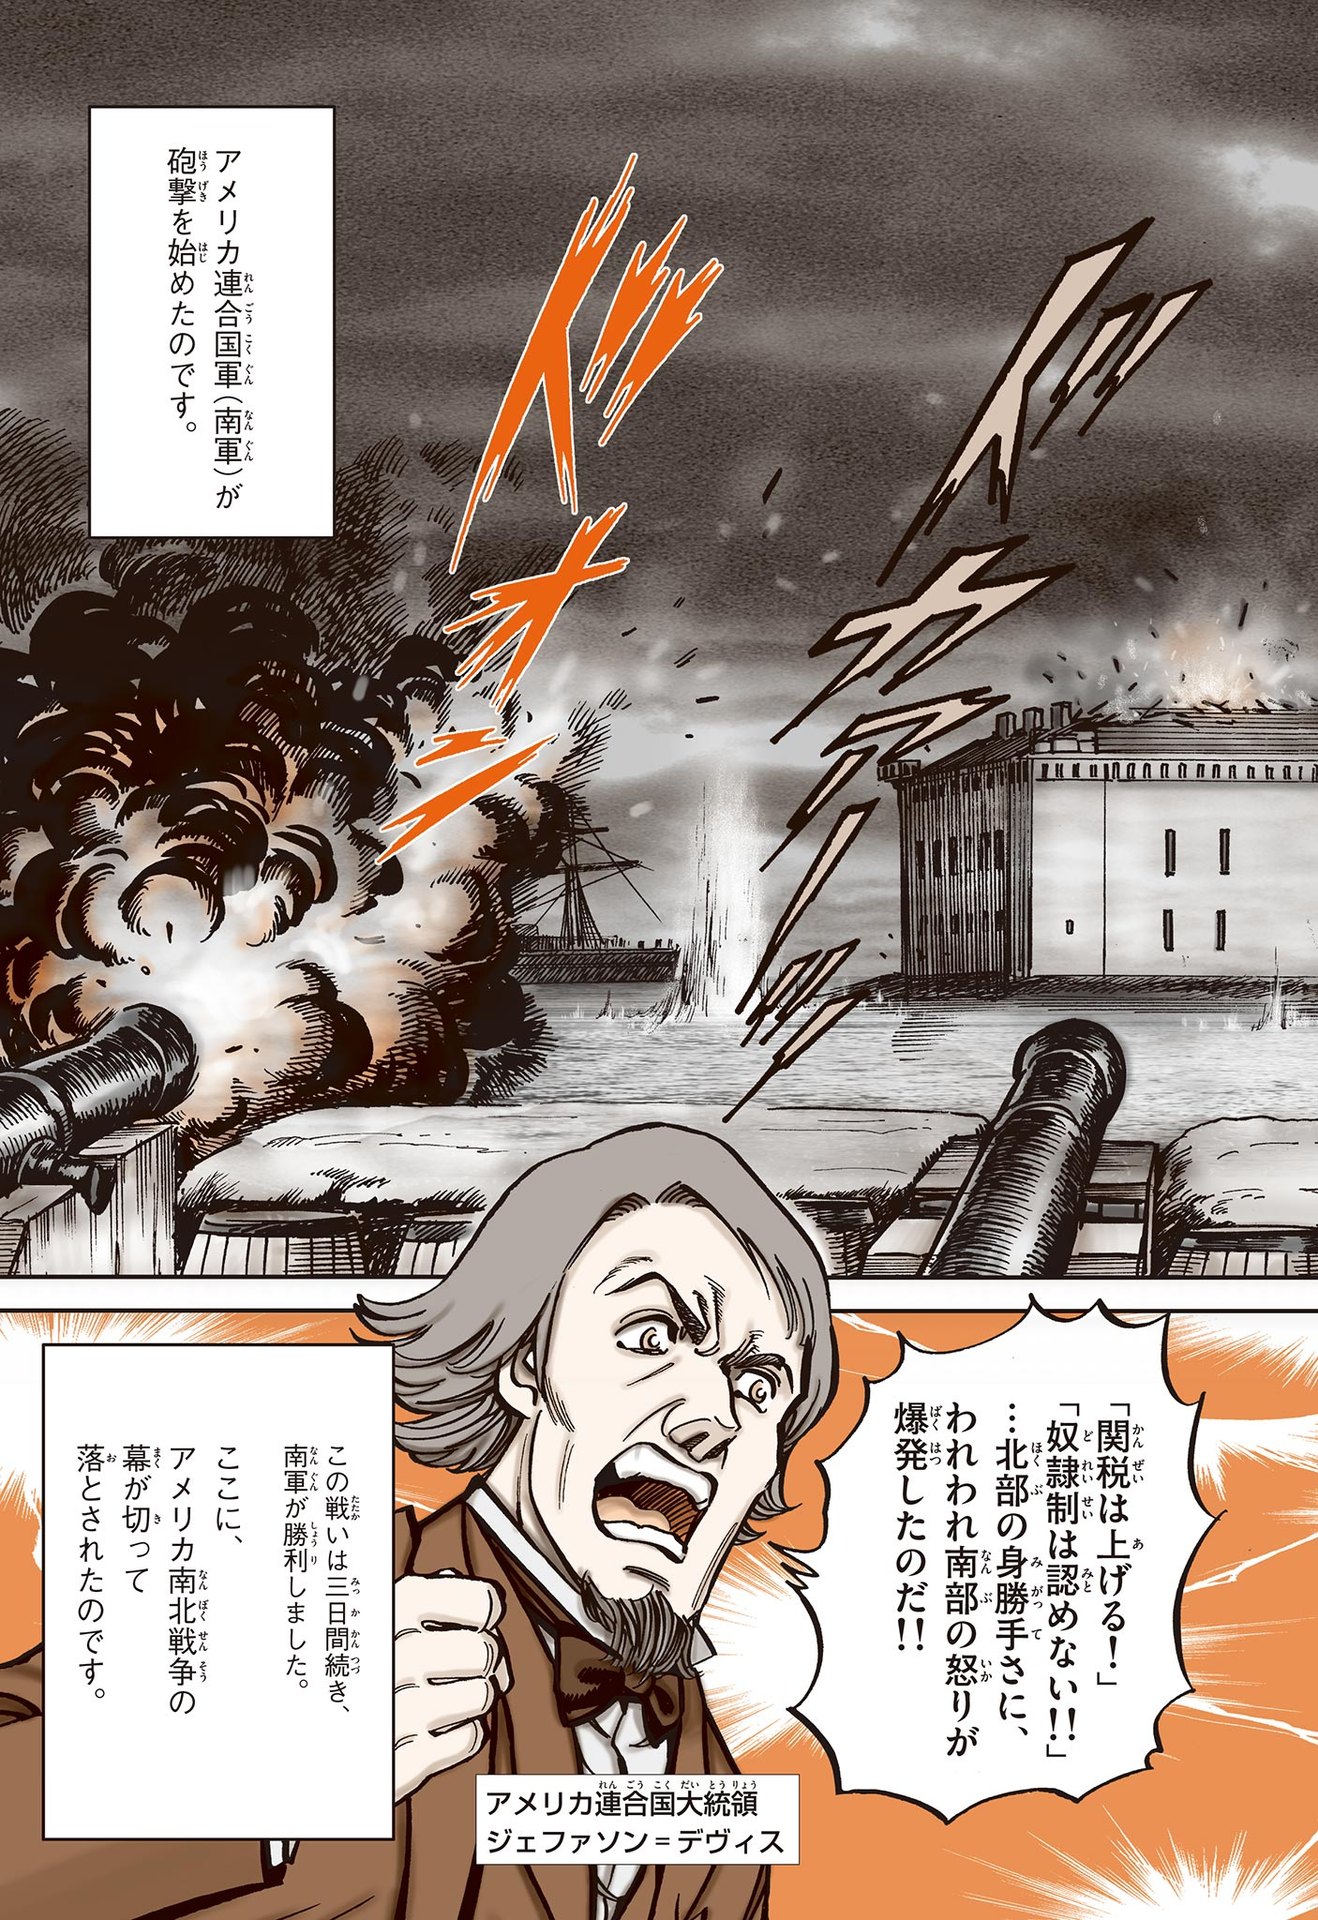 アメリカ連合国軍(南軍)が
砲撃を始めたのです。
ズドオン
ズガアアッ
「関税は上げる!」
「奴隷制は認めない!!」
…北部の身勝手さに、
われわれ南部の怒りが
爆発したのだ!!
アメリカ連合国大統領
ジェファソン=デヴィス
この戦いは三日間続き、
南軍が勝利しました。
ここに、
アメリカ南北戦争の
幕が切って
落とされたのです。